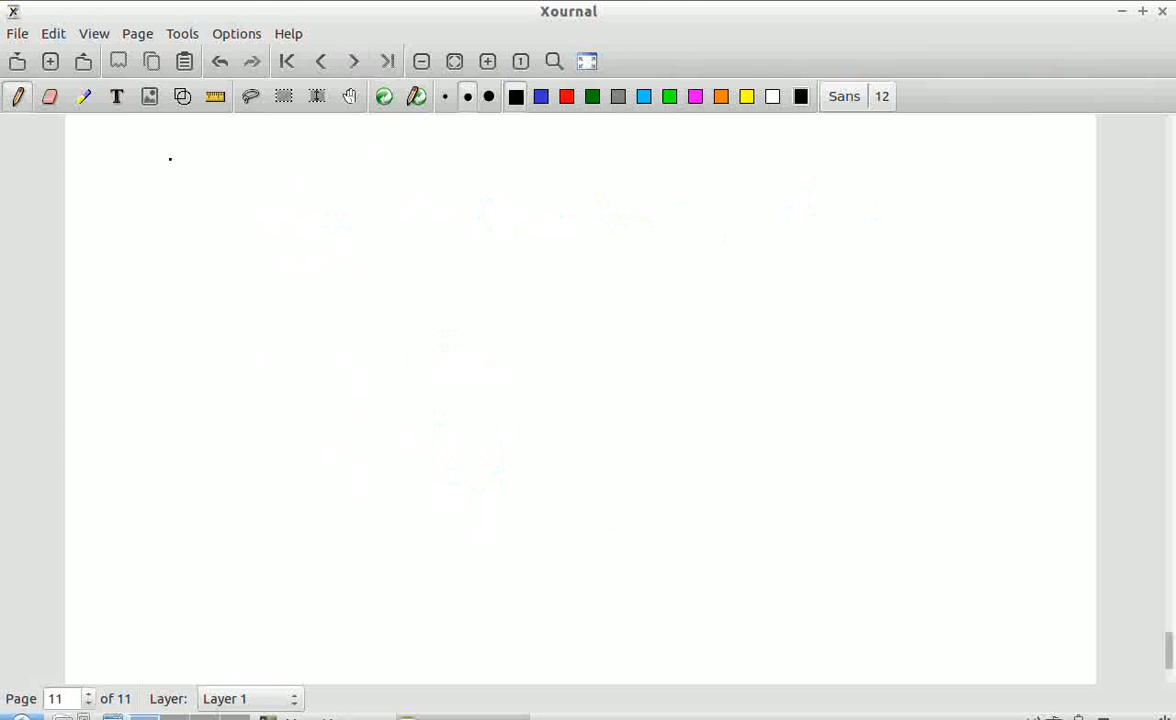 Xournal
File Edit View Page Tools Options Help
T Sans 12
Page 11 of 11 Layer: Layer 1